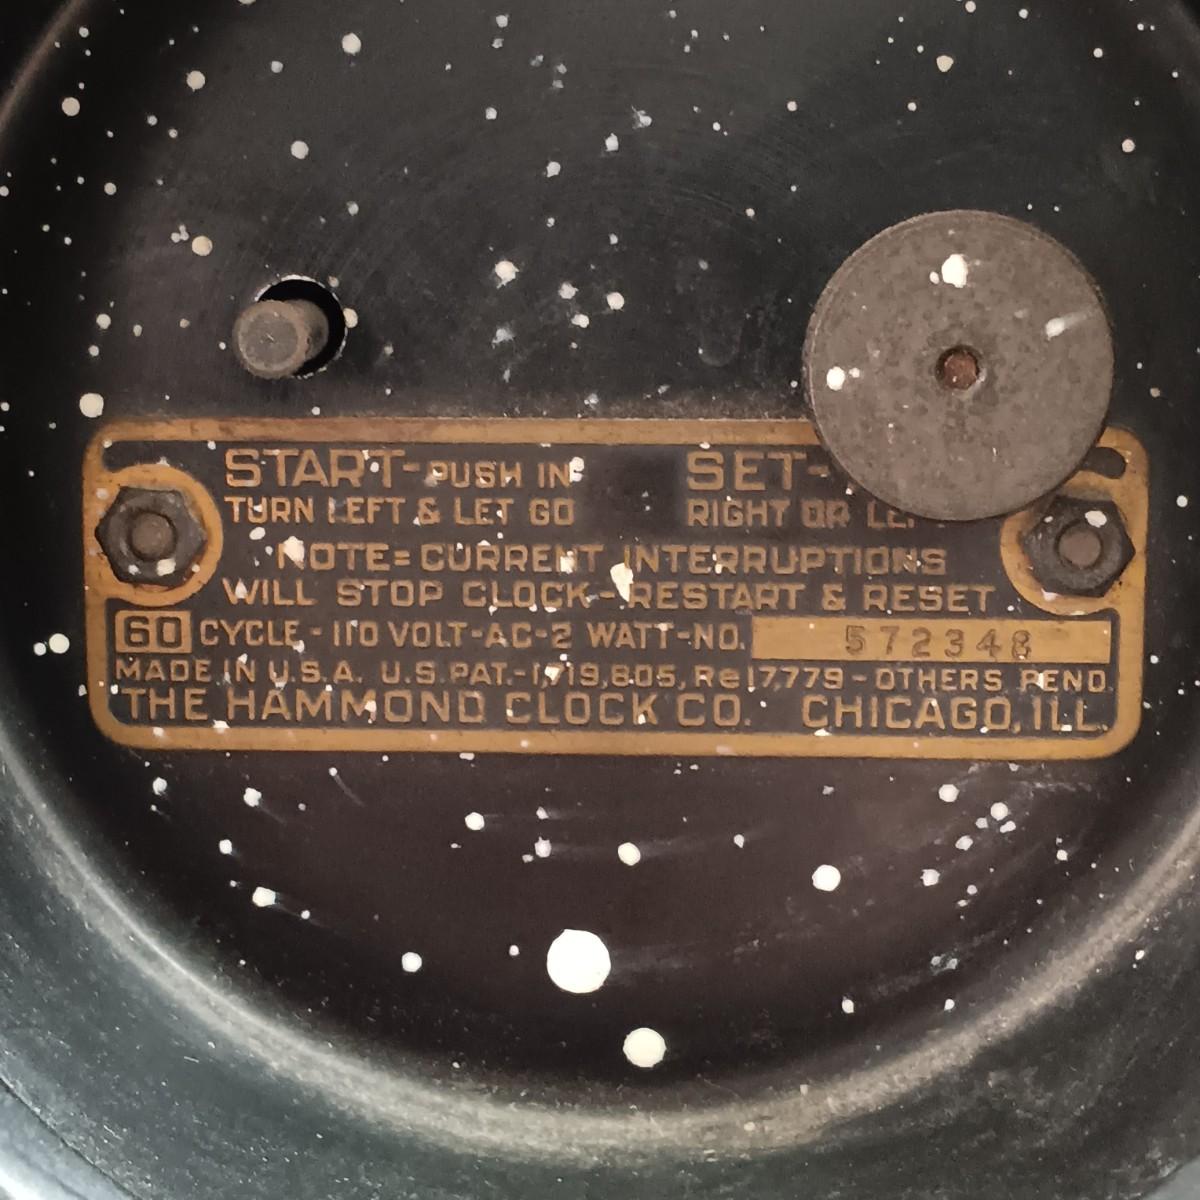 START-PUSH IN SET-
TURN LEFT & LET GO RIGHT OR
NOTE=CURRENT INTERRUPTIONS
WILL STOP CLOCK-RESTART & RESET
60 CYCLE-110 VOLT-AC-2 WATT-NO. 572348
MADE IN U.S.A. U.S. PAT.-1,719,805, Re17,779-OTHERS PEND.
THE HAMMOND CLOCK CO. CHICAGO, ILL.